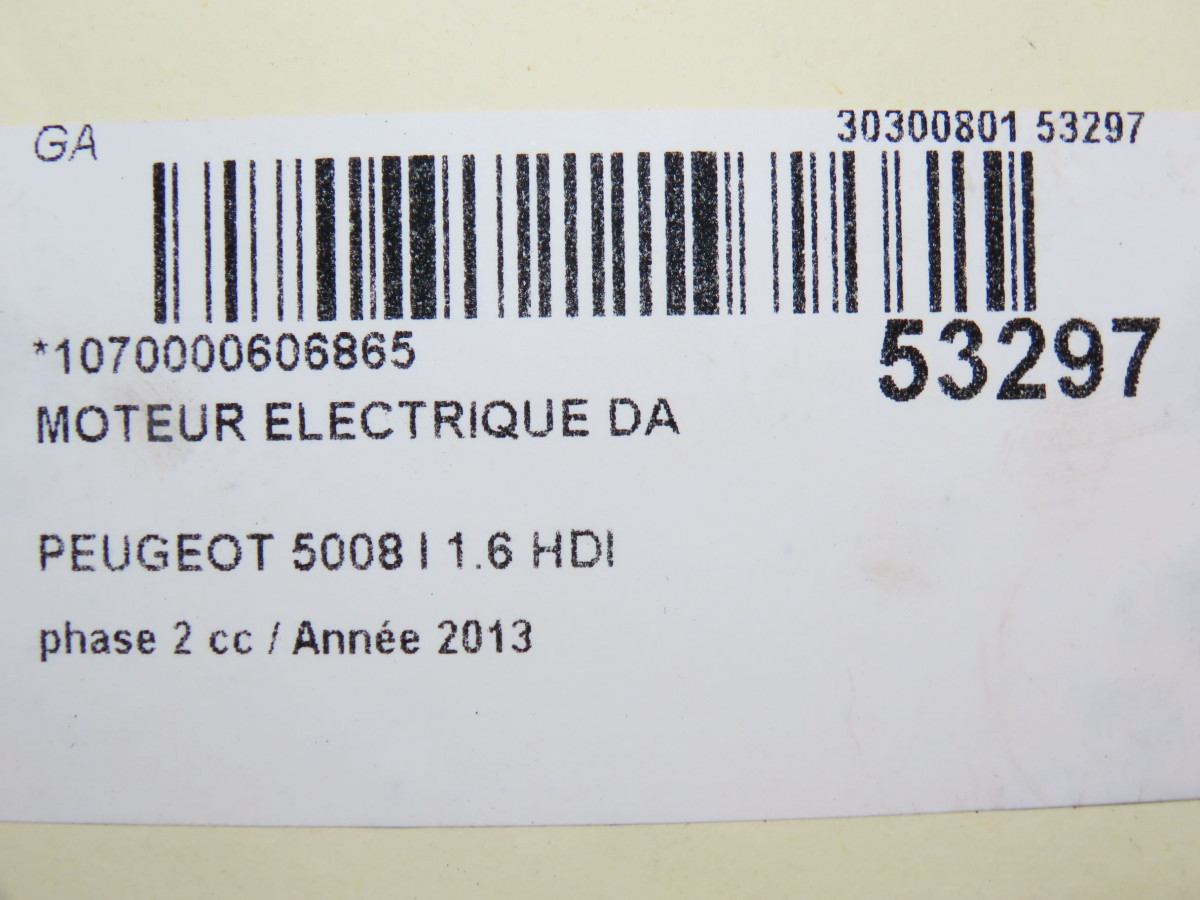 GA
30300801 53297
*1070000606865
53297
MOTEUR ELECTRIQUE DA
PEUGEOT 5008 I 1.6 HDI
phase 2 cc / Année 2013